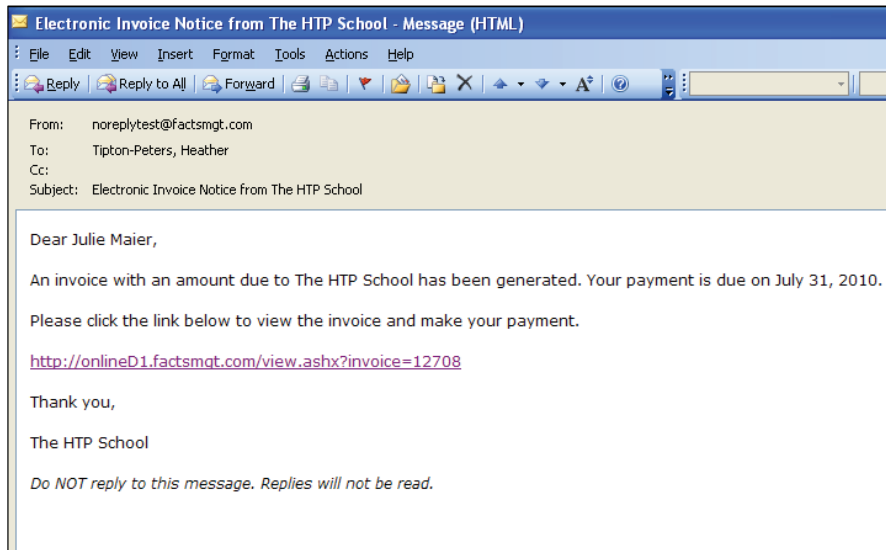 Electronic Invoice Notice from The HTP School - Message (HTML)
File Edit View Insert Format Tools Actions Help
Reply Reply to All Forward
From: noreplytest@factsmgt.com
To: Tipton-Peters, Heather
Cc:
Subject: Electronic Invoice Notice from The HTP School
Dear Julie Maier,
An invoice with an amount due to The HTP School has been generated. Your payment is due on July 31, 2010.
Please click the link below to view the invoice and make your payment.
http://onlineD1.factsmgt.com/view.ashx?invoice=12708
Thank you,
The HTP School
Do NOT reply to this message. Replies will not be read.